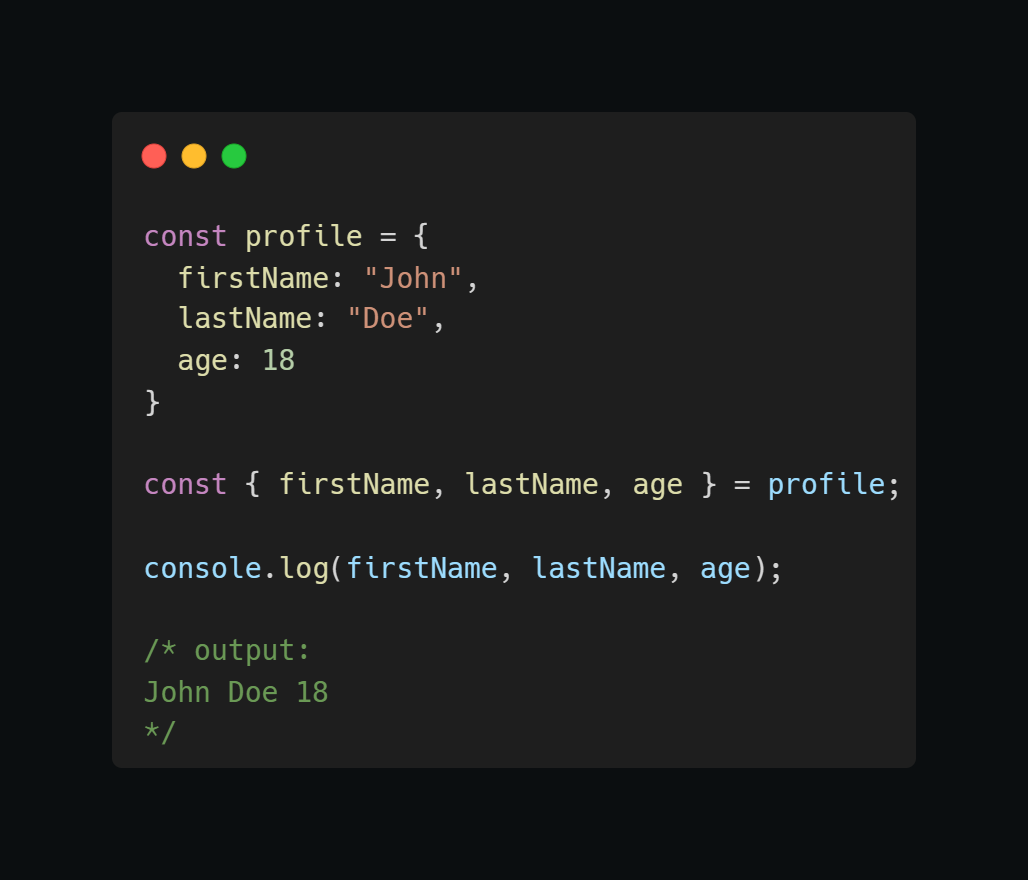 const profile = {
  firstName: "John",
  lastName: "Doe",
  age: 18
}
const { firstName, lastName, age } = profile;
console.log(firstName, lastName, age);
/* output:
John Doe 18
*/